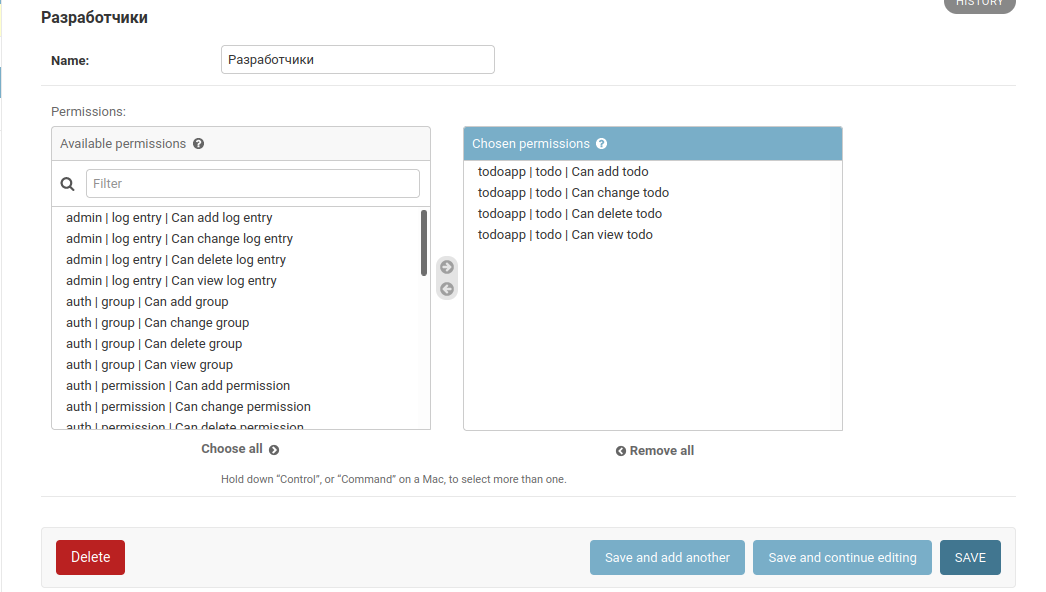 HISTORY
Разработчики
Name:
Разработчики
Permissions:
Available permissions ?
Filter
admin | log entry | Can add log entry
admin | log entry | Can change log entry
admin | log entry | Can delete log entry
admin | log entry | Can view log entry
auth | group | Can add group
auth | group | Can change group
auth | group | Can delete group
auth | group | Can view group
auth | permission | Can add permission
auth | permission | Can change permission
auth | permission | Can delete permission
Choose all
Chosen permissions ?
todoapp | todo | Can add todo
todoapp | todo | Can change todo
todoapp | todo | Can delete todo
todoapp | todo | Can view todo
Remove all
Hold down “Control”, or “Command” on a Mac, to select more than one.
Delete
Save and add another
Save and continue editing
SAVE